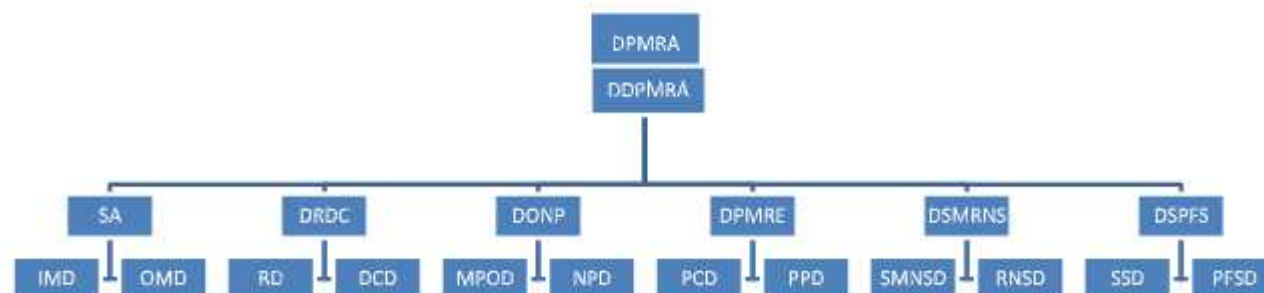 DPMRA
DDPMRA
SA DRDC DONP DPMRE DSMRNS DSPFS
IMD OMD RD DCD MPOD NPD PCD PPD SMNSD RNSD SSD PFSD